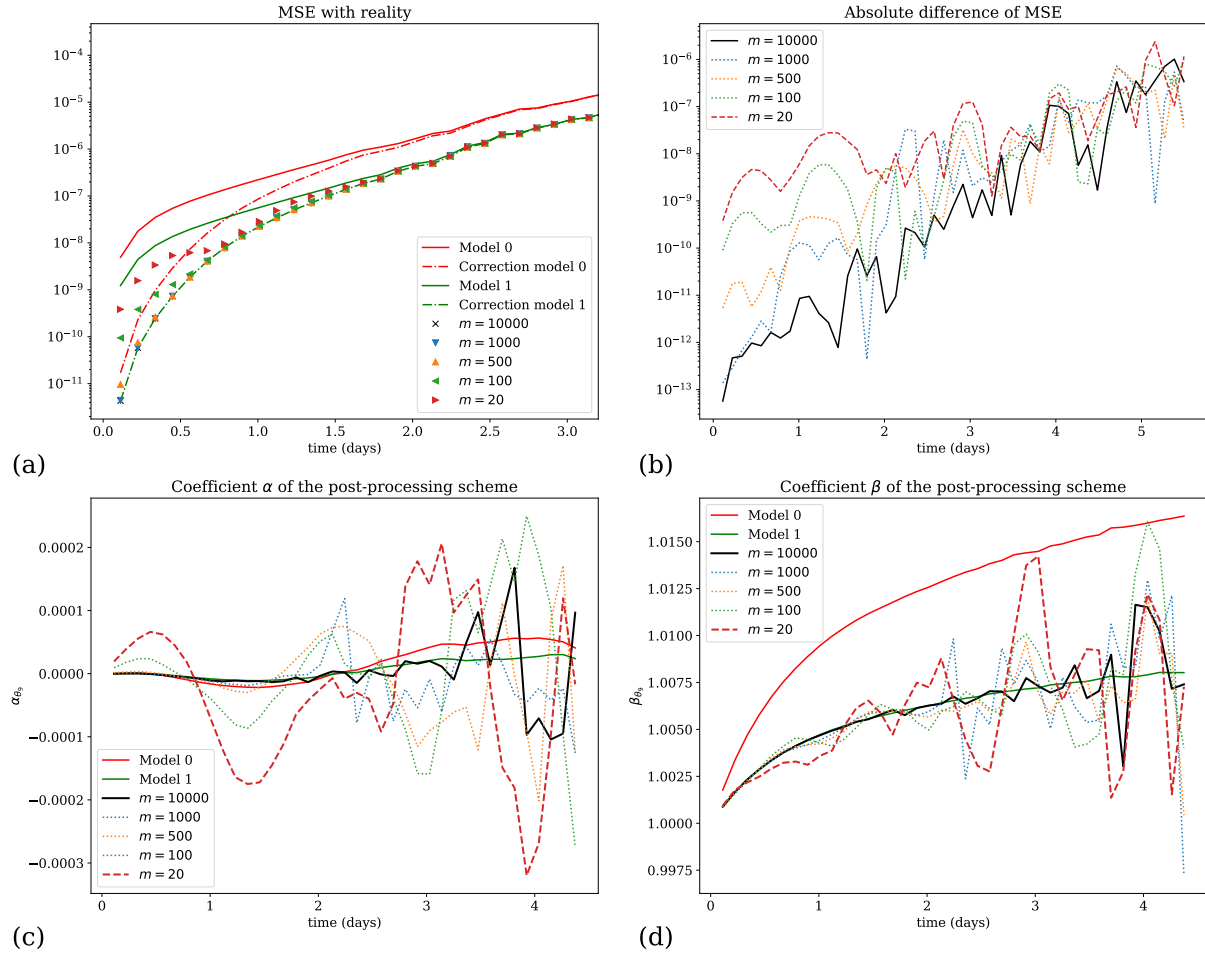 MSE with reality
10⁻⁴
10⁻⁵
10⁻⁶
10⁻⁷
10⁻⁸
10⁻⁹
10⁻¹⁰
10⁻¹¹
Model 0
Correction model 0
Model 1
Correction model 1
m = 10000
m = 1000
m = 500
m = 100
m = 20
0.0 0.5 1.0 1.5 2.0 2.5 3.0
time (days)
(a)
Absolute difference of MSE
m = 10000
m = 1000
m = 500
m = 100
m = 20
10⁻⁶
10⁻⁷
10⁻⁸
10⁻⁹
10⁻¹⁰
10⁻¹¹
10⁻¹²
10⁻¹³
0 1 2 3 4 5
time (days)
(b)
Coefficient α of the post-processing scheme
0.0002
0.0001
0.0000
−0.0001
−0.0002
−0.0003
α_θ₉
Model 0
Model 1
m = 10000
m = 1000
m = 500
m = 100
m = 20
0 1 2 3 4
time (days)
(c)
Coefficient β of the post-processing scheme
Model 0
Model 1
m = 10000
m = 1000
m = 500
m = 100
m = 20
1.0150
1.0125
1.0100
1.0075
1.0050
1.0025
1.0000
0.9975
β_θ₉
0 1 2 3 4
time (days)
(d)